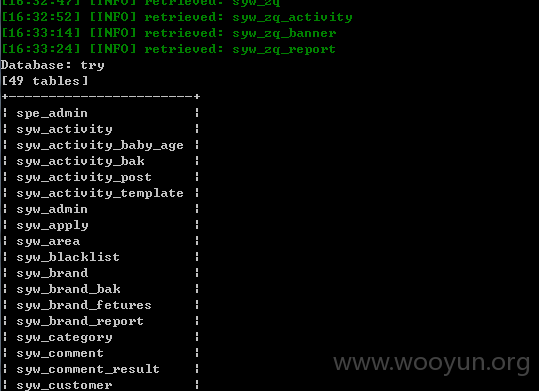 [16:32:47] [INFO] retrieved: syw_zq
[16:32:52] [INFO] retrieved: syw_zq_activity
[16:33:14] [INFO] retrieved: syw_zq_banner
[16:33:24] [INFO] retrieved: syw_zq_report
Database: try
[49 tables]
+-----------------------+
¦ spe_admin ¦
¦ syw_activity ¦
¦ syw_activity_baby_age ¦
¦ syw_activity_bak ¦
¦ syw_activity_post ¦
¦ syw_activity_template ¦
¦ syw_admin ¦
¦ syw_apply ¦
¦ syw_area ¦
¦ syw_blacklist ¦
¦ syw_brand ¦
¦ syw_brand_bak ¦
¦ syw_brand_fetures ¦
¦ syw_brand_report ¦
¦ syw_category ¦
¦ syw_comment ¦
¦ syw_comment_result ¦
¦ syw_customer ¦
www.wooyun.org